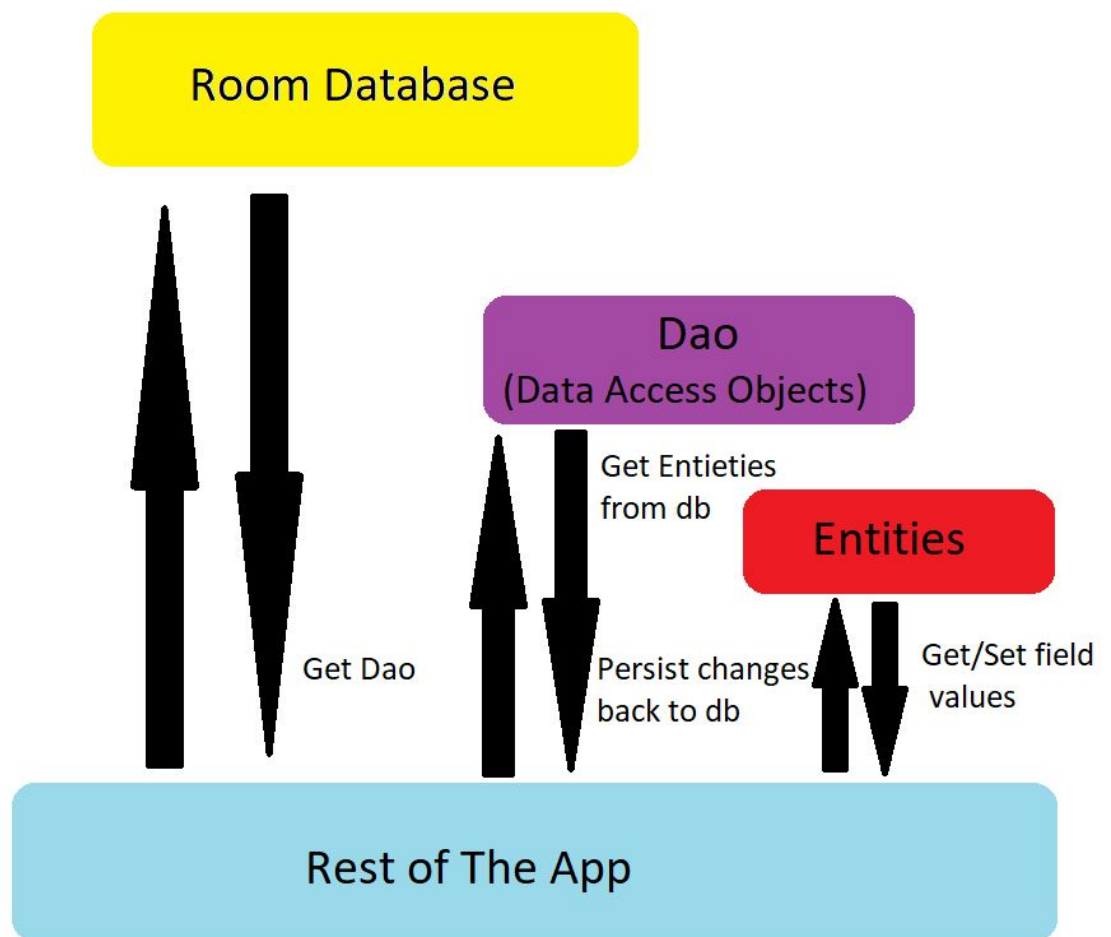 Room Database
Dao
(Data Access Objects)
Get Entieties
from db
Entities
Get Dao
Persist changes
back to db
Get/Set field
values
Rest of The App